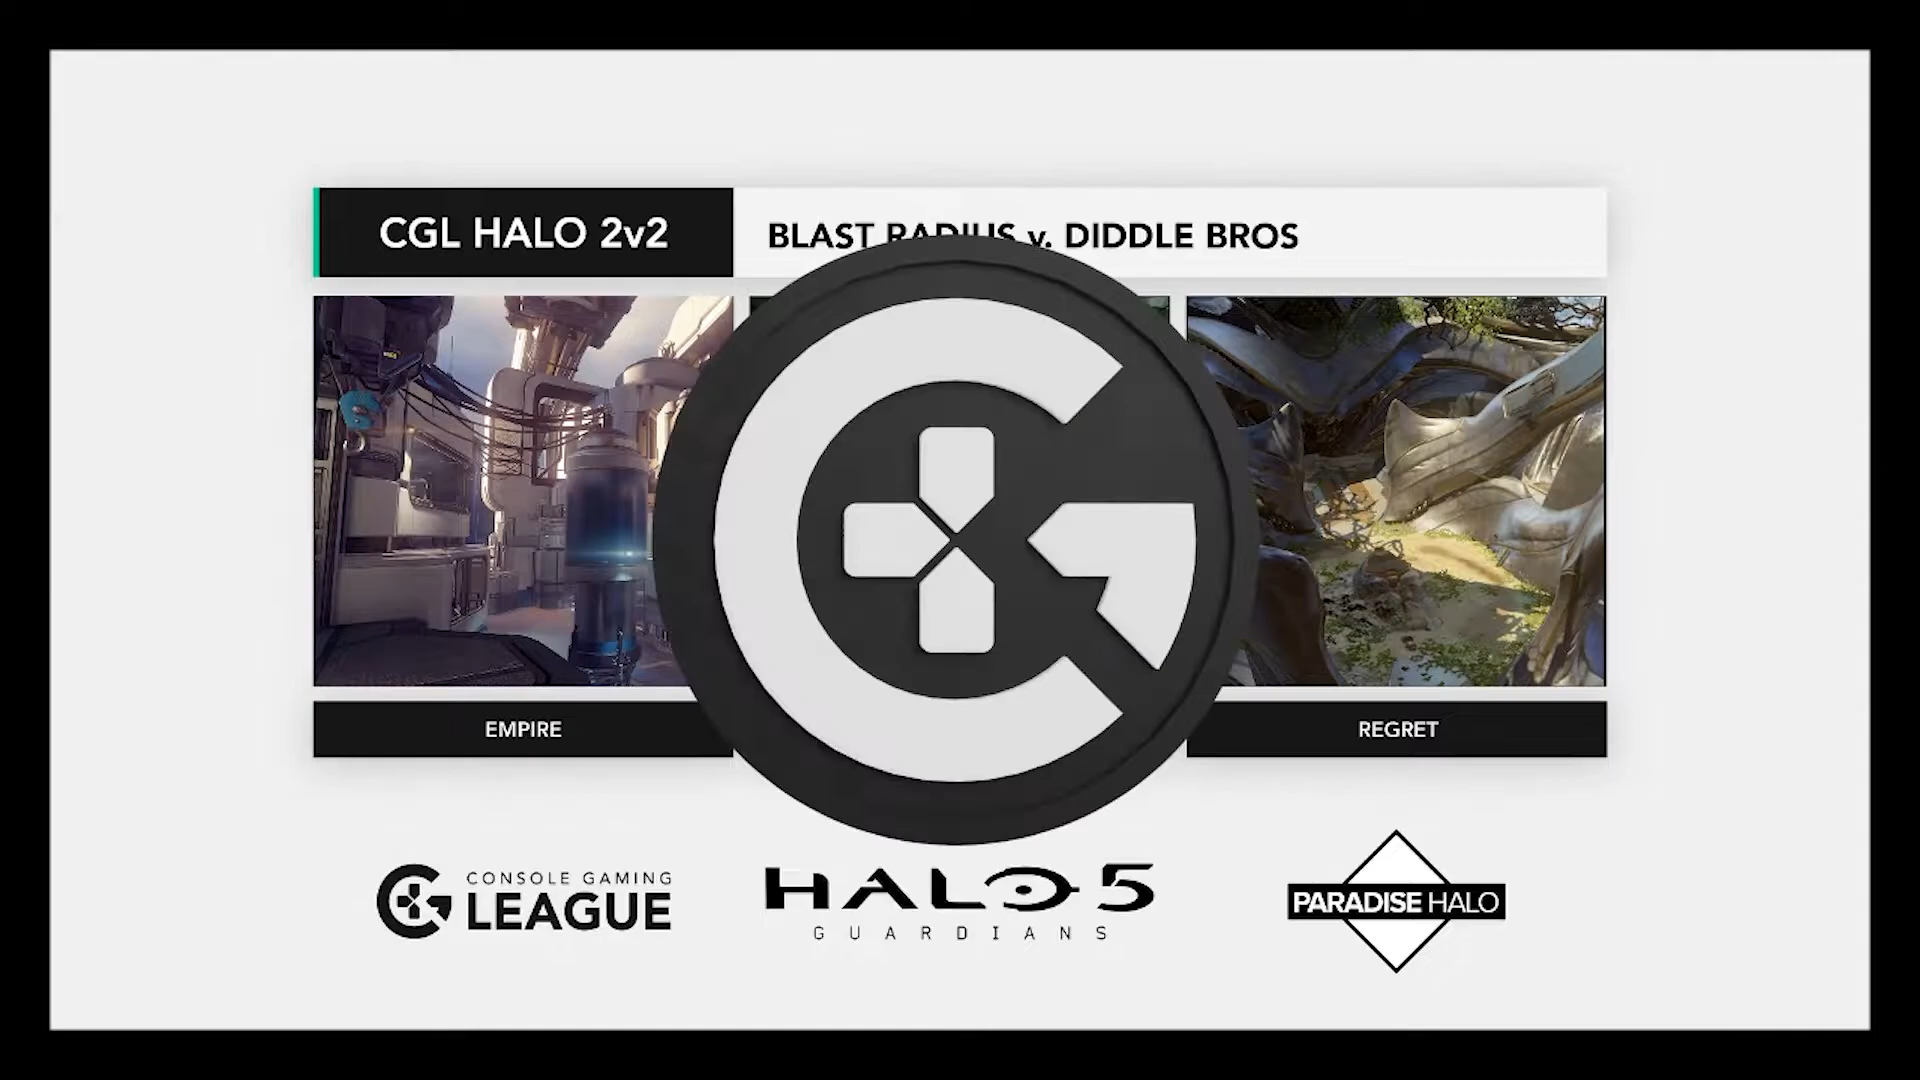 CGL HALO 2v2
BLAST RADIUS v. DIDDLE BROS
EMPIRE
REGRET
CONSOLE GAMING
LEAGUE
HALO 5
GUARDIANS
PARADISE HALO